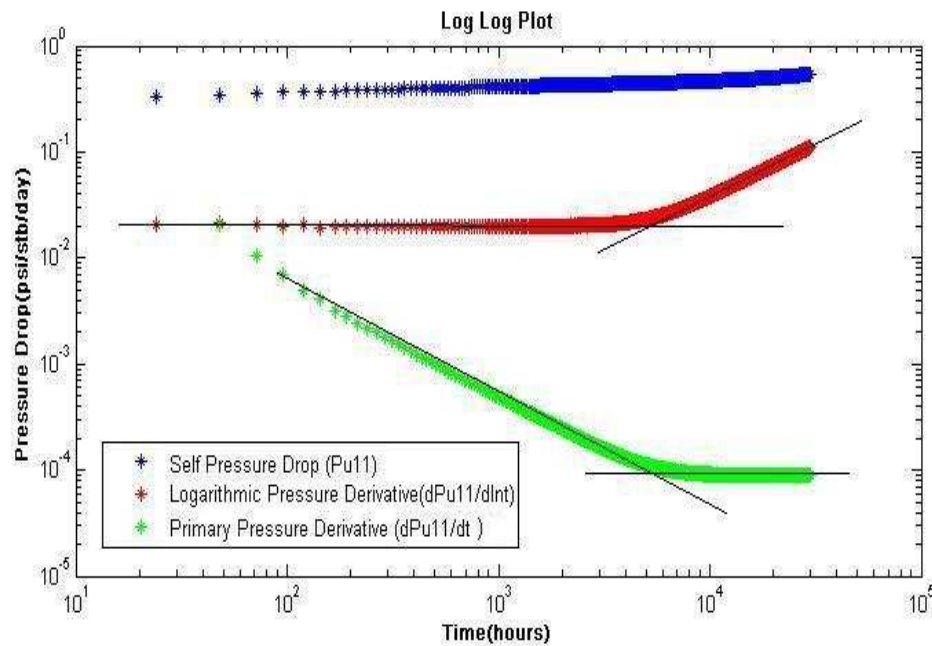 Log Log Plot
Pressure Drop(psi/stb/day)
10^0
10^-1
10^-2
10^-3
10^-4
10^-5
10^-6
Self Pressure Drop (Pu11)
Logarithmic Pressure Derivative(dPu11/dlnt)
Primary Pressure Derivative (dPu11/dt )
10^1
10^2
10^3
10^4
10^5
Time(hours)